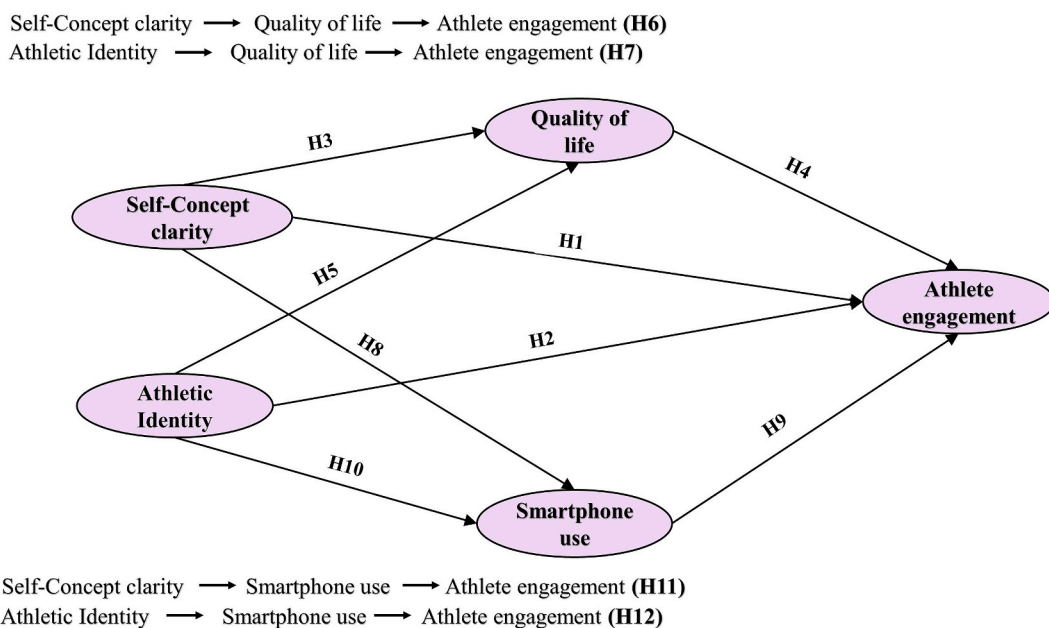 Self-Concept clarity → Quality of life → Athlete engagement (H6)
Athletic Identity → Quality of life → Athlete engagement (H7)
Quality of
life
H3
H4
Self-Concept
clarity
H1
H5
Athlete
engagement
H8
H2
Athletic
Identity
H9
H10
Smartphone
use
Self-Concept clarity → Smartphone use → Athlete engagement (H11)
Athletic Identity → Smartphone use → Athlete engagement (H12)